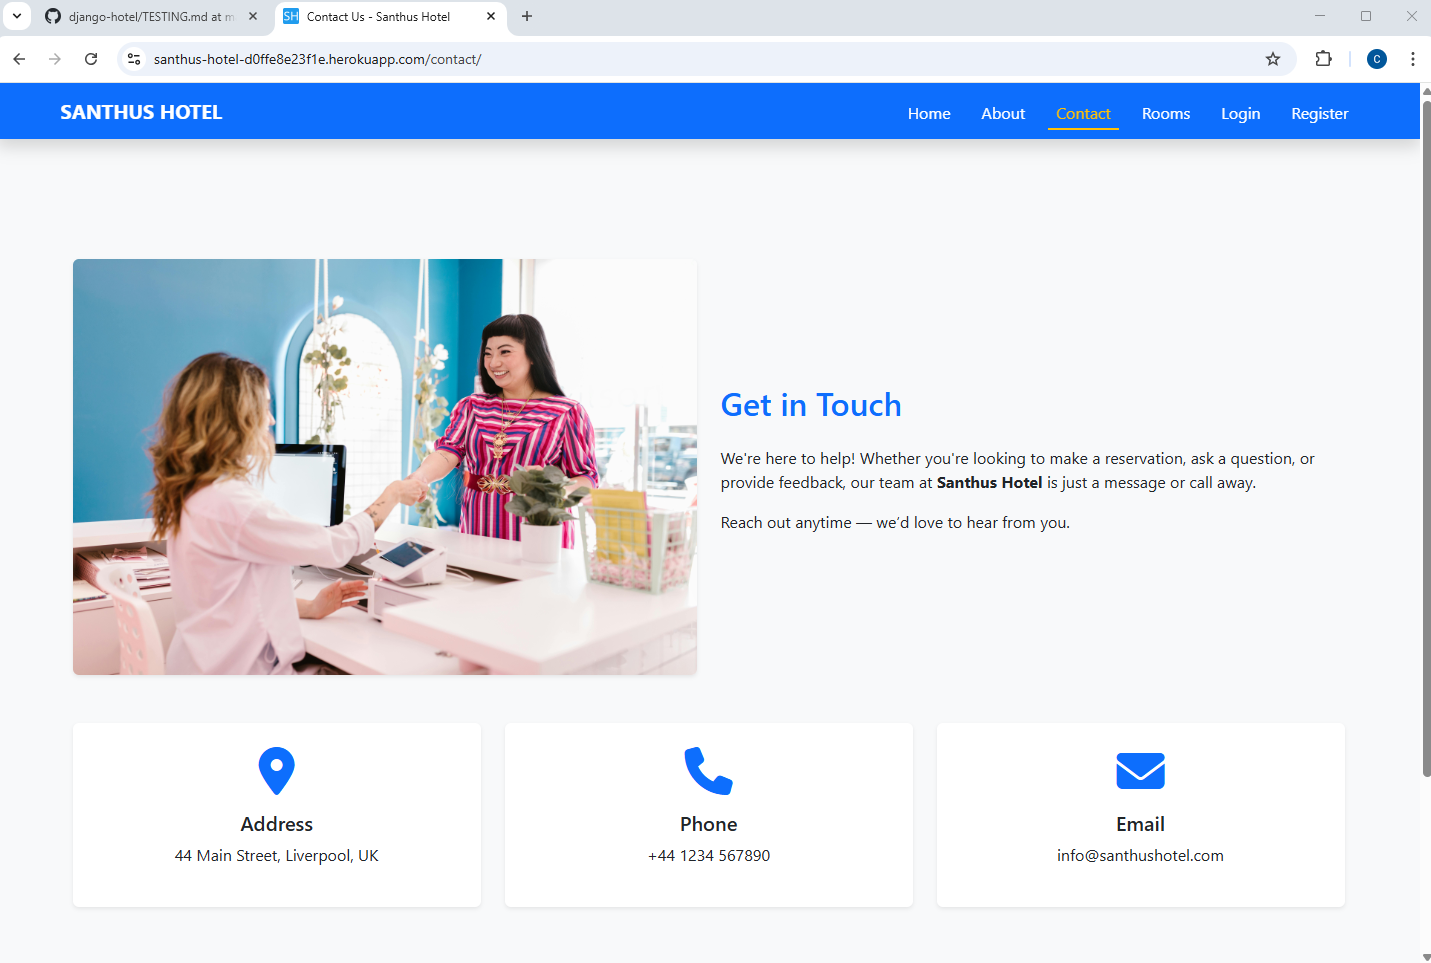 django-hotel/TESTING.md at m
SH Contact Us - Santhus Hotel
santhus-hotel-d0ffe8e23f1e.herokuapp.com/contact/
C
SANTHUS HOTEL
Home About Contact Rooms Login Register
Get in Touch
We're here to help! Whether you're looking to make a reservation, ask a question, or
provide feedback, our team at Santhus Hotel is just a message or call away.
Reach out anytime — we’d love to hear from you.
Address
44 Main Street, Liverpool, UK
Phone
+44 1234 567890
Email
info@santhushotel.com